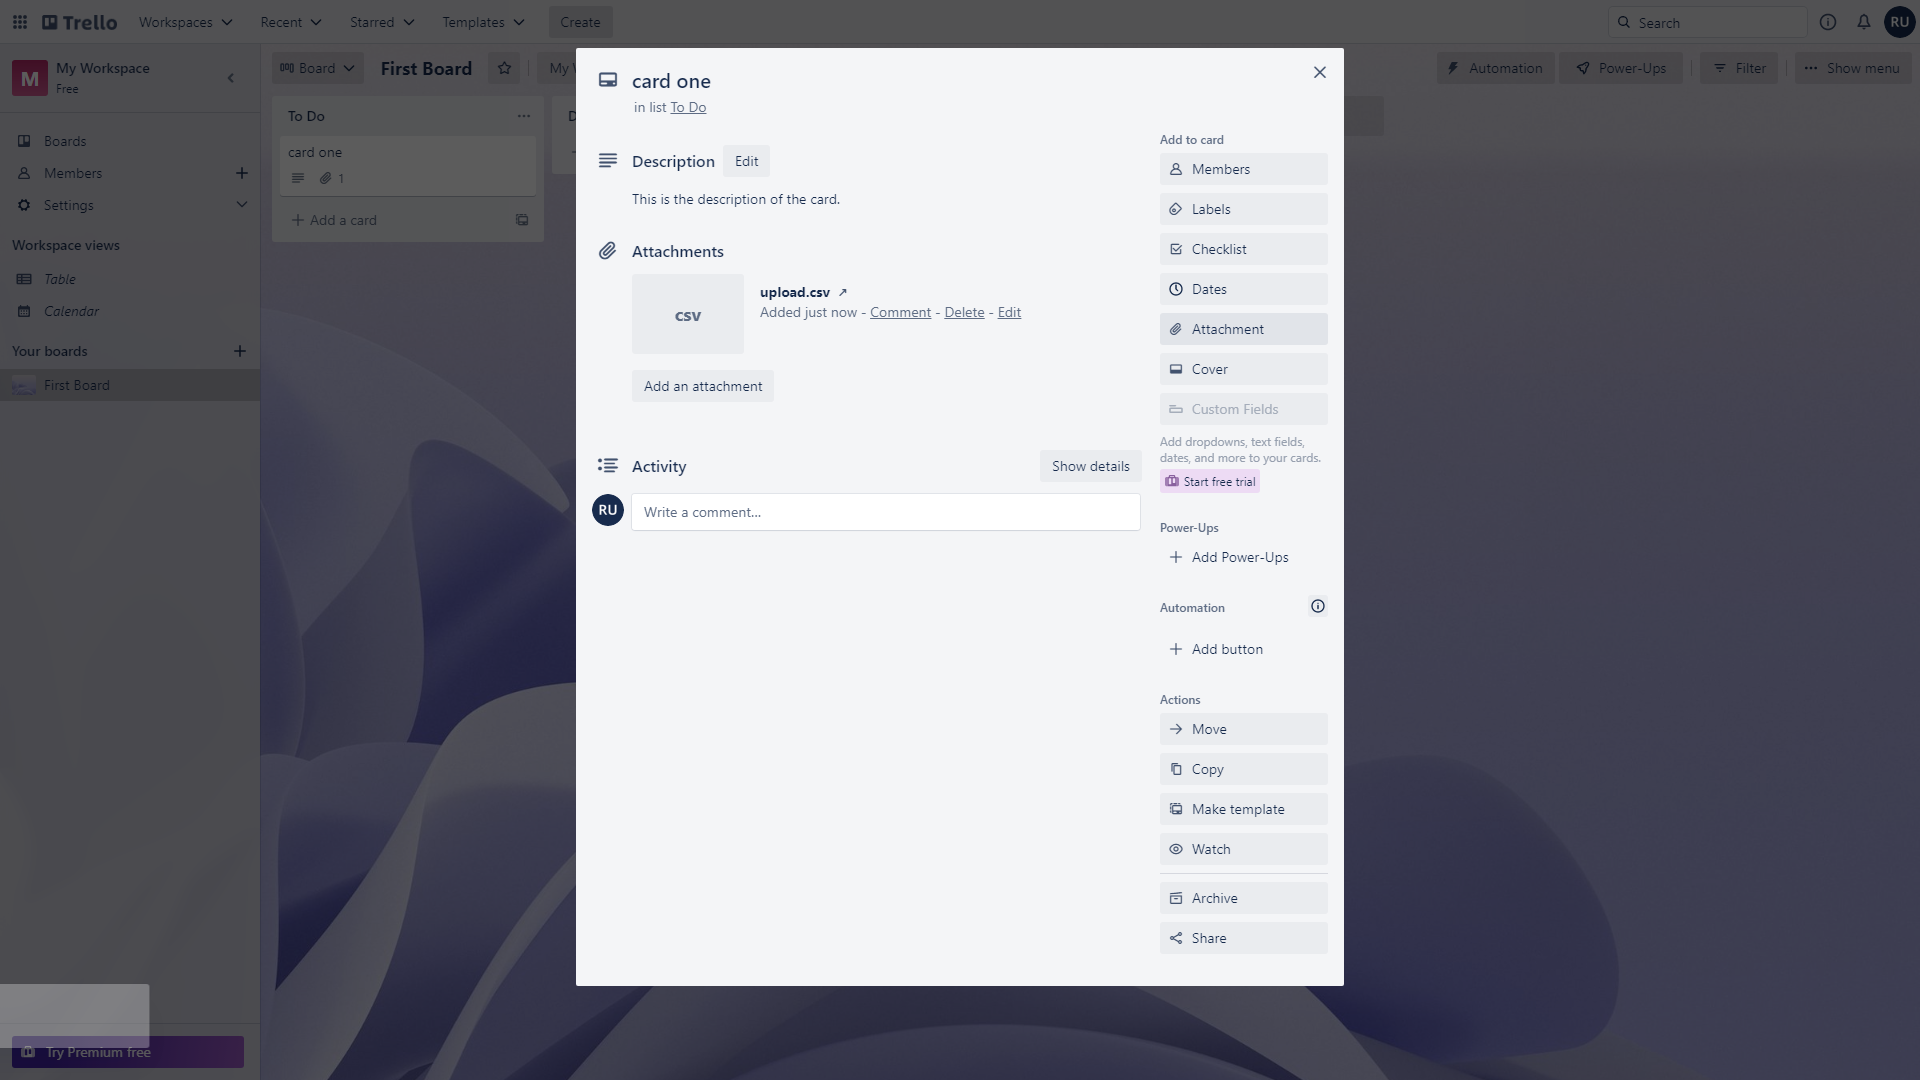 Trello
Workspaces
Recent
Starred
Templates
Create
Search
RU
M
My Workspace
Free
Boards
Members
Settings
Workspace views
Table
Calendar
Your boards
First Board
Try Premium free
Board
First Board
My W
Automation
Power-Ups
Filter
Show menu
To Do
card one
1
Add a card
D
card one
in list To Do
Description
Edit
This is the description of the card.
Attachments
csv
upload.csv
Added just now - Comment - Delete - Edit
Add an attachment
Activity
Show details
RU
Write a comment...
Add to card
Members
Labels
Checklist
Dates
Attachment
Cover
Custom Fields
Add dropdowns, text fields,
dates, and more to your cards.
Start free trial
Power-Ups
Add Power-Ups
Automation
Add button
Actions
Move
Copy
Make template
Watch
Archive
Share